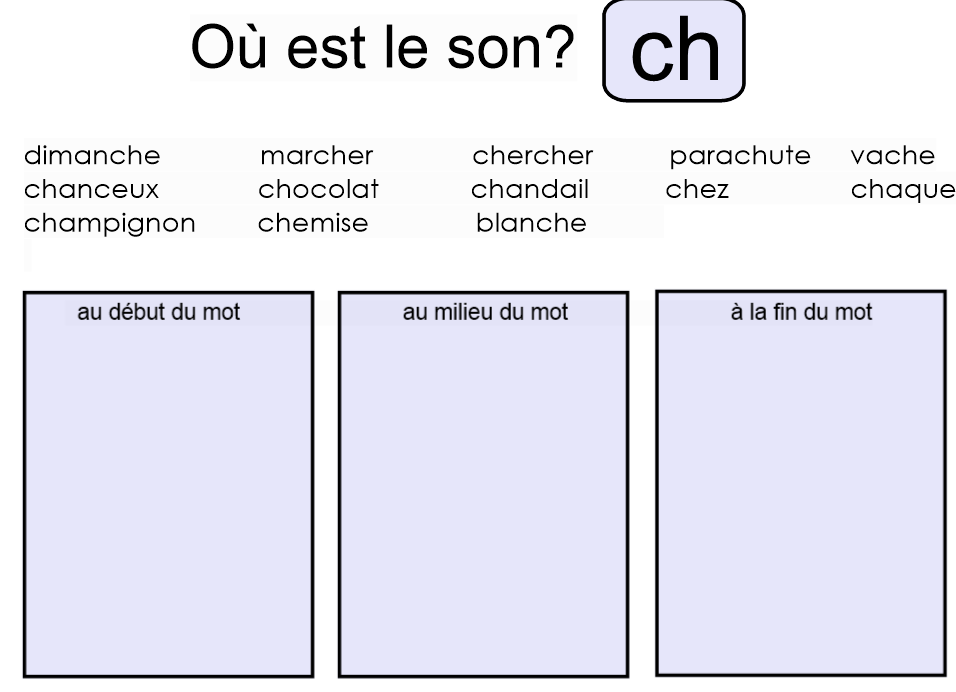 Où est le son? ch
dimanche marcher chercher parachute vache
chanceux chocolat chandail chez chaque
champignon chemise blanche
au début du mot au milieu du mot à la fin du mot